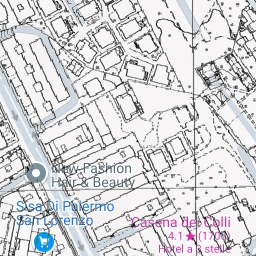 New Fashion
Hair & Beauty
Sisa Di Palermo
San Lorenzo
Casena dei Colli
4.1★ (170
Hotel a 3 stelle